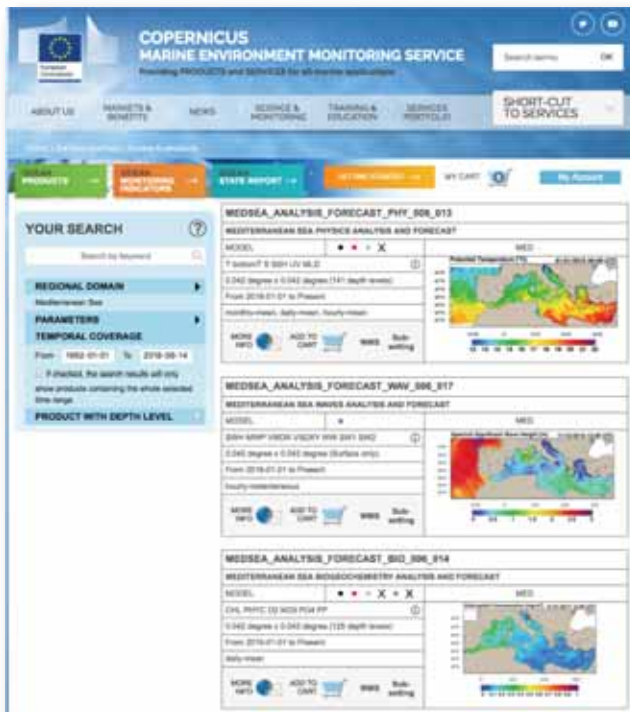 COPERNICUS
MARINE ENVIRONMENT MONITORING SERVICE
Providing PRODUCTS and SERVICES for all marine applications
European
Commission
Search terms OK
ABOUT US
MARKETS &
BENEFITS
NEWS
SCIENCE &
MONITORING
TRAINING &
EDUCATION
SERVICES
PORTFOLIO
SHORT-CUT
TO SERVICES
OCEAN
PRODUCTS
OCEAN
MONITORING
INDICATORS
OCEAN
STATE REPORT
GETTING STARTED
MY CART
My Account
YOUR SEARCH
Search by keyword
REGIONAL DOMAIN
Mediterranean Sea
PARAMETERS
TEMPORAL COVERAGE
From 1992-01-01 To 2018-08-14
If checked, the search results will only
show products containing the whole selected
time range
PRODUCT WITH DEPTH LEVEL
MEDSEA_ANALYSIS_FORECAST_PHY_006_013
MEDITERRANEAN SEA PHYSICS ANALYSIS AND FORECAST
MODEL X MED
T bottomT S SSH UV MLD
0.042 degree x 0.042 degree (141 depth levels)
From 2016-01-01 to Present
monthly-mean, daily-mean, hourly-mean
MORE
INFO
ADD TO
CART
WMS
Sub-
setting
Potential Temperature
MEDSEA_ANALYSIS_FORECAST_WAV_006_017
MEDITERRANEAN SEA WAVES ANALYSIS AND FORECAST
MODEL MED
0.042 degree x 0.042 degree (Surface only)
From 2016-01-01 to Present
hourly-instantaneous
MORE
INFO
ADD TO
CART
WMS
Sub-
setting
MEDSEA_ANALYSIS_FORECAST_BIO_006_014
MEDITERRANEAN SEA BIOGEOCHEMISTRY ANALYSIS AND FORECAST
MODEL X X MED
CHL PHYC O2 NO3 PO4 PP
0.042 degree x 0.042 degree (125 depth levels)
From 2016-01-01 to Present
daily-mean
MORE
INFO
ADD TO
CART
WMS
Sub-
setting